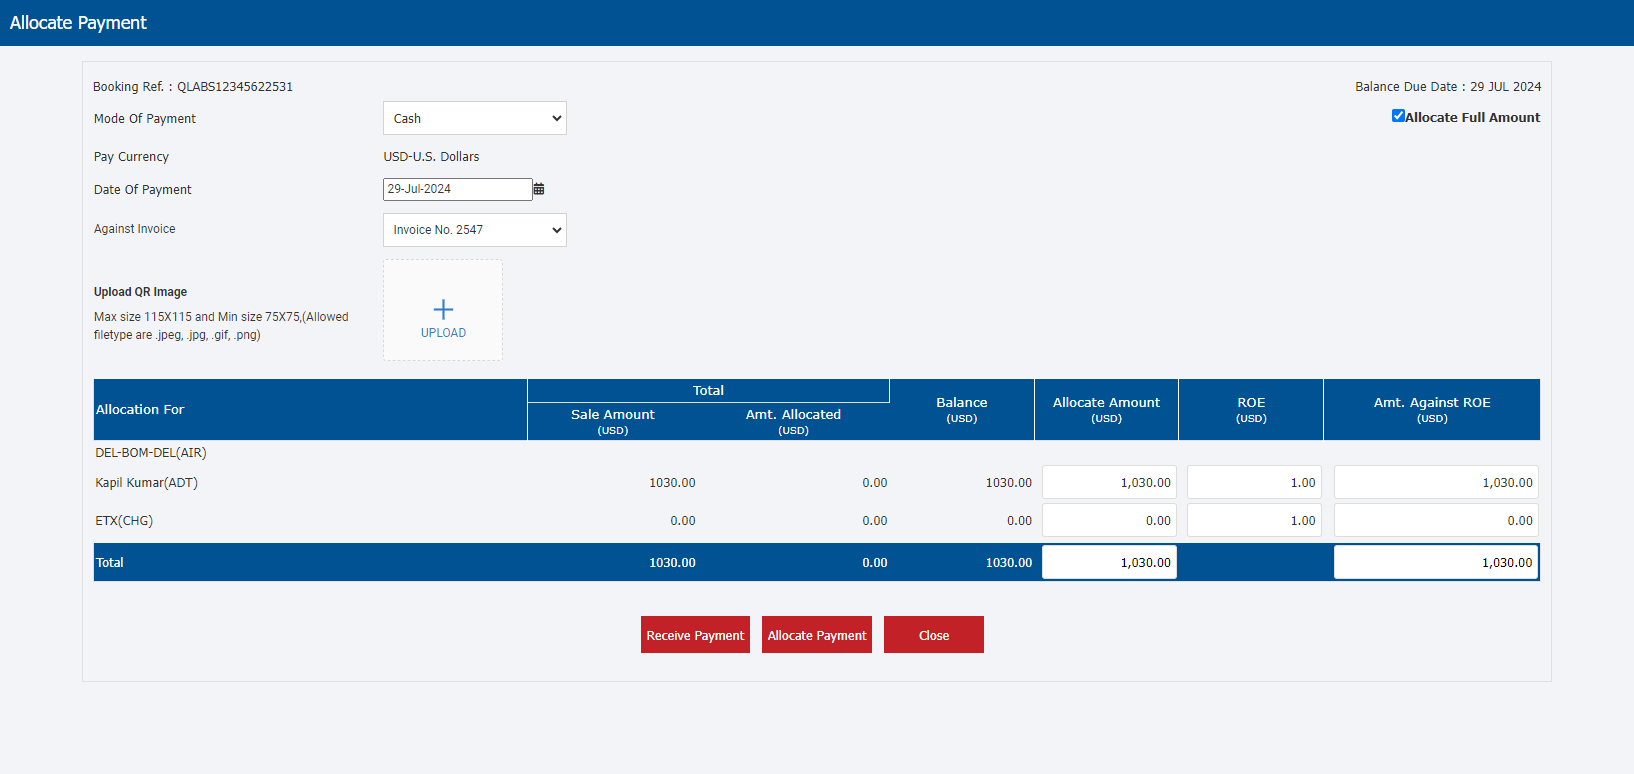 Allocate Payment
Booking Ref. : QLABS12345622531
Balance Due Date : 29 JUL 2024
Mode Of Payment
Cash
Allocate Full Amount
Pay Currency
USD-U.S. Dollars
Date Of Payment
29-Jul-2024
Against Invoice
Invoice No. 2547
Upload QR Image
Max size 115X115 and Min size 75X75,(Allowed
filetype are .jpeg, .jpg, .gif, .png)
UPLOAD
Allocation For
Total
Sale Amount
(USD)
Amt. Allocated
(USD)
Balance
(USD)
Allocate Amount
(USD)
ROE
(USD)
Amt. Against ROE
(USD)
DEL-BOM-DEL(AIR)
Kapil Kumar(ADT) 1030.00 0.00 1030.00 1,030.00 1.00 1,030.00
ETX(CHG) 0.00 0.00 0.00 0.00 1.00 0.00
Total 1030.00 0.00 1030.00 1,030.00 1,030.00
Receive Payment
Allocate Payment
Close